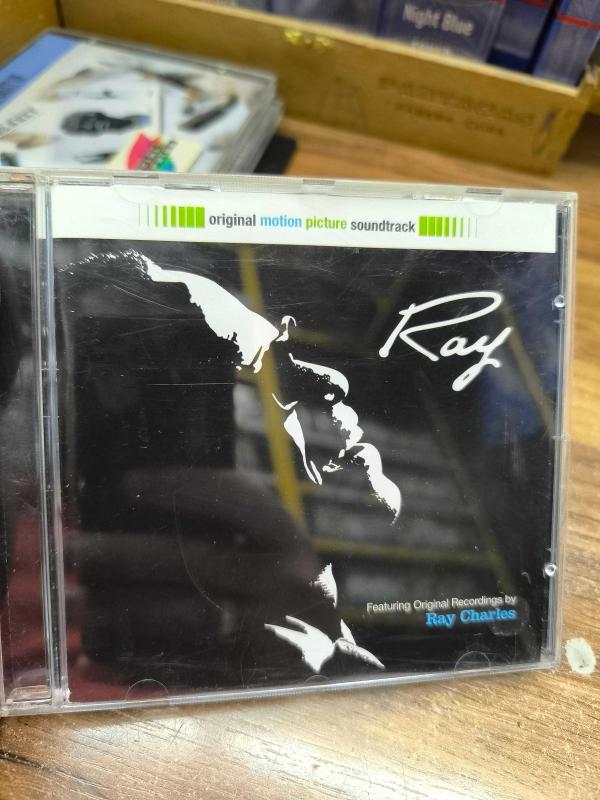 Night Blue
original motion picture soundtrack
Ray
Featuring Original Recordings by
Ray Charles